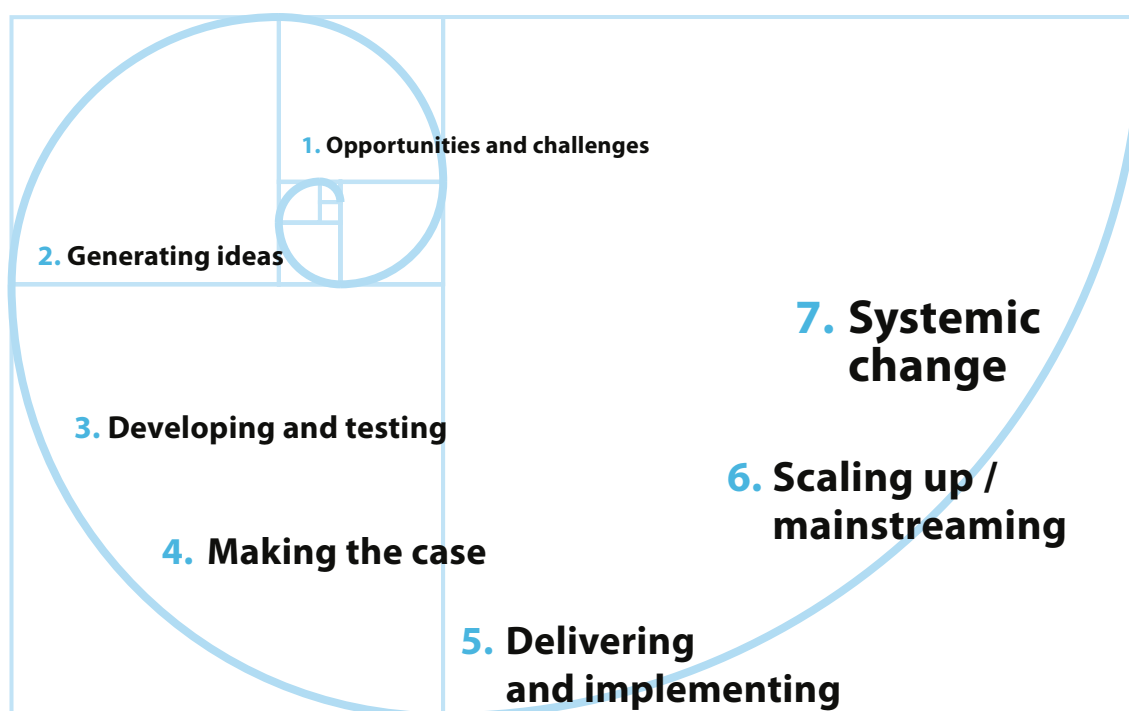 1. Opportunities and challenges
2. Generating ideas
3. Developing and testing
4. Making the case
5. Delivering
and implementing
6. Scaling up /
mainstreaming
7. Systemic
change